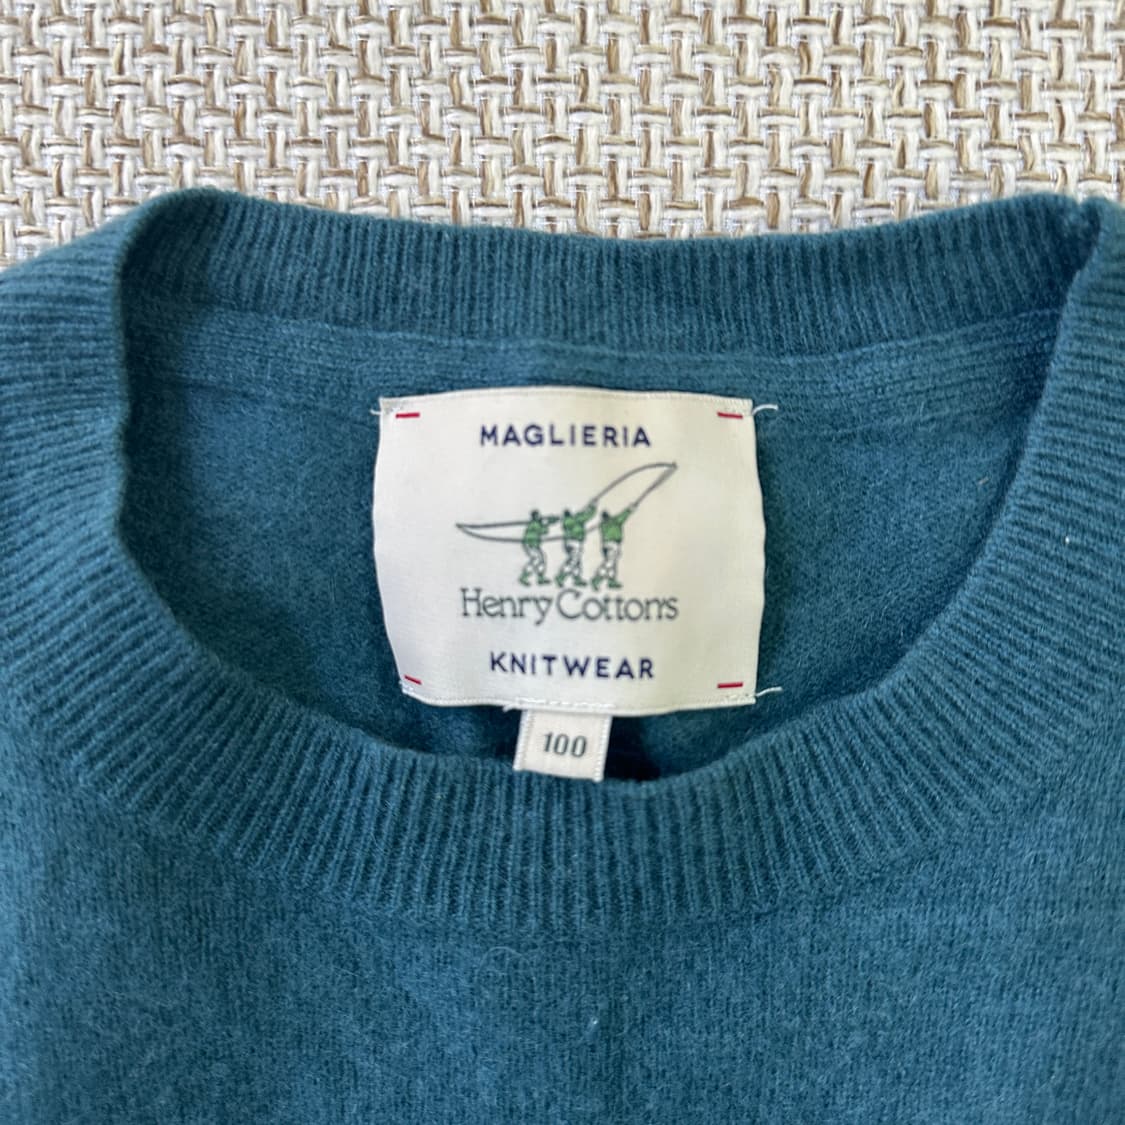 MAGLIERIA
Henry Cotton's
KNITWEAR
100